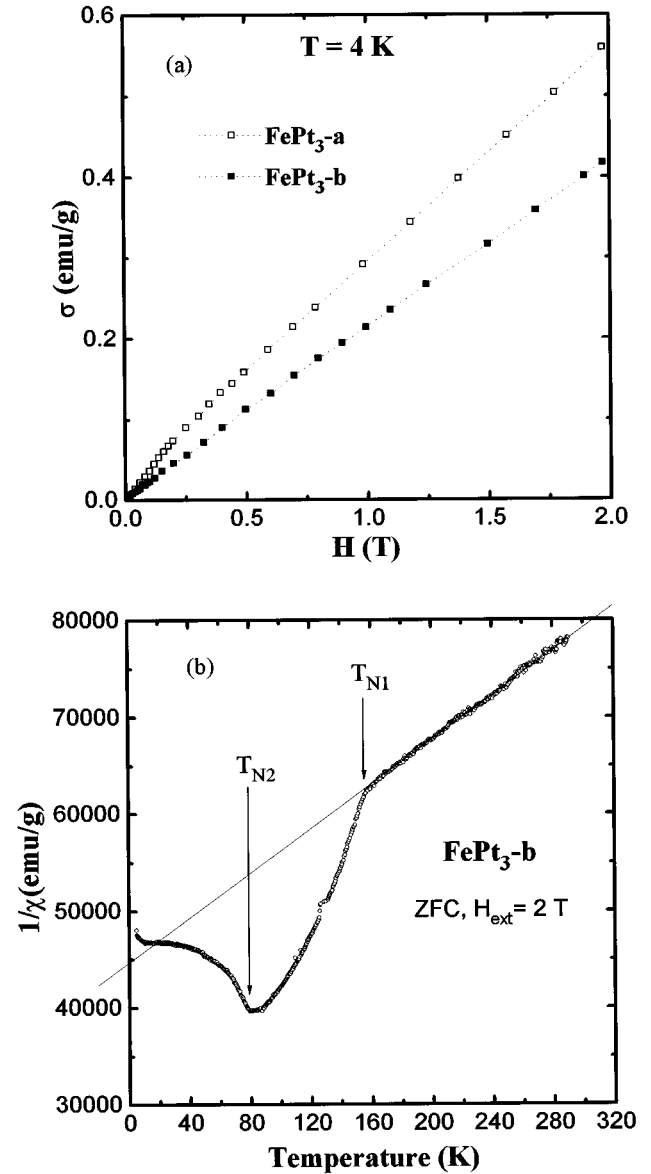 0.6
(a)
T = 4 K
FePt3-a
FePt3-b
0.4
σ (emu/g)
0.2
0.0
0.0 0.5 1.0 1.5 2.0
H (T)
80000
(b)
TN1
70000
TN2
60000
1/χ(emu/g)
FePt3-b
50000
ZFC, Hext= 2 T
40000
30000
0 40 80 120 160 200 240 280 320
Temperature (K)